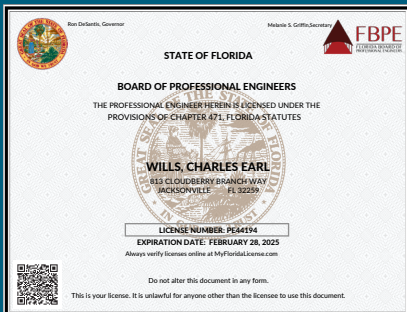 Ron DeSantis, Governor
Melanie S. Griffin,Secretary
FBPE
FLORIDA BOARD OF
PROFESSIONAL ENGINEERS
STATE OF FLORIDA
BOARD OF PROFESSIONAL ENGINEERS
THE PROFESSIONAL ENGINEER HEREIN IS LICENSED UNDER THE
PROVISIONS OF CHAPTER 471, FLORIDA STATUTES
WILLS, CHARLES EARL
813 CLOUDBERRY BRANCH WAY
JACKSONVILLE FL 32259
LICENSE NUMBER: PE44194
EXPIRATION DATE: FEBRUARY 28, 2025
Always verify licenses online at MyFloridaLicense.com
Do not alter this document in any form.
This is your license. It is unlawful for anyone other than the licensee to use this document.